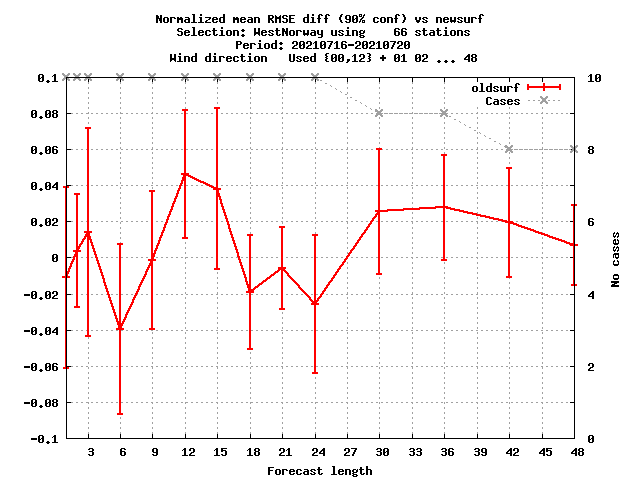 Normalized mean RMSE diff (90% conf) vs newsurf
Selection: WestNorway using    66 stations
Period: 20210716-20210720
Wind direction   Used {00,12} + 01 02 ... 48
oldsurf
Cases
0.1
0.08
0.06
0.04
0.02
0
-0.02
-0.04
-0.06
-0.08
-0.1
10
8
6
4
2
0
No cases
3 6 9 12 15 18 21 24 27 30 33 36 39 42 45 48
Forecast length